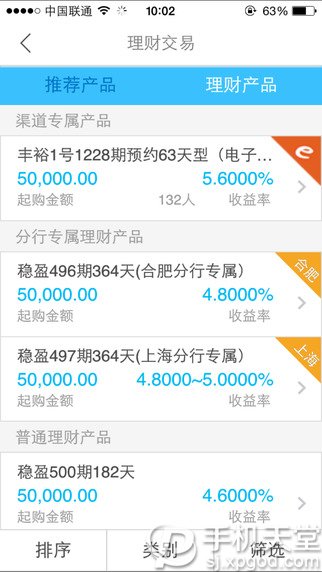 中国联通 10:02 63%
理财交易
推荐产品 理财产品
渠道专属产品
丰裕1号1228期预约63天型（电子... e
50,000.00 5.6000%
起购金额 132人 收益率
分行专属理财产品
稳盈496期364天(合肥分行专属) 合肥
50,000.00 4.8000%
起购金额 收益率
稳盈497期364天(上海分行专属) 上海
50,000.00 4.8000~5.0000%
起购金额 收益率
普通理财产品
稳盈500期182天
50,000.00 4.6000%
起购金额 收益率
排序 类别 筛选
手机天堂
sj.xpgod.com